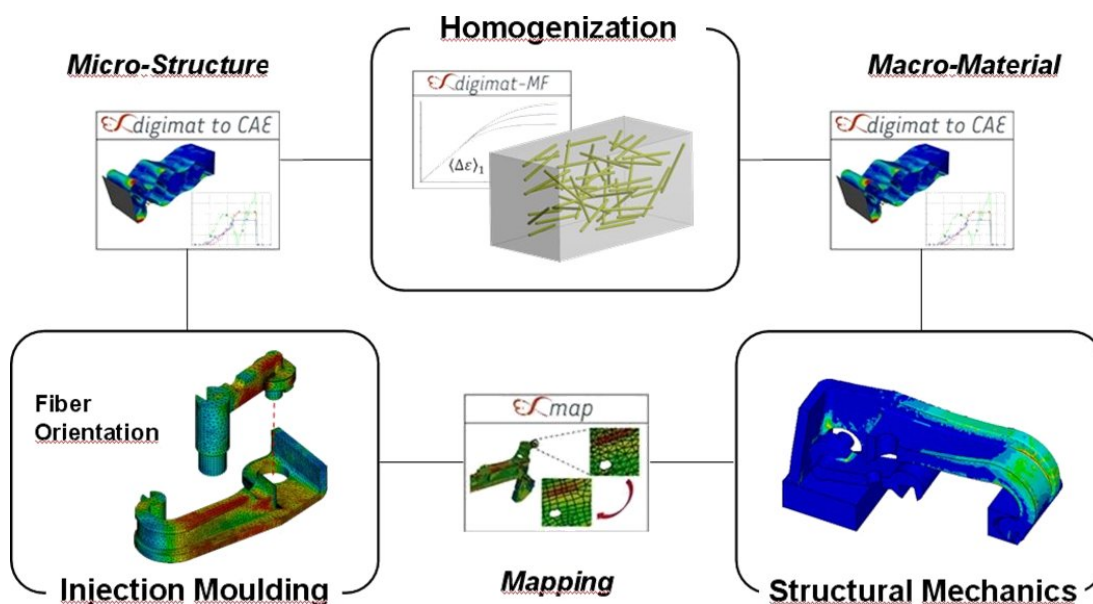 Homogenization
Micro-Structure
Macro-Material
digimat to CAE
digimat-MF
⟨Δε⟩₁
digimat to CAE
Fiber
Orientation
map
Injection Moulding
Mapping
Structural Mechanics